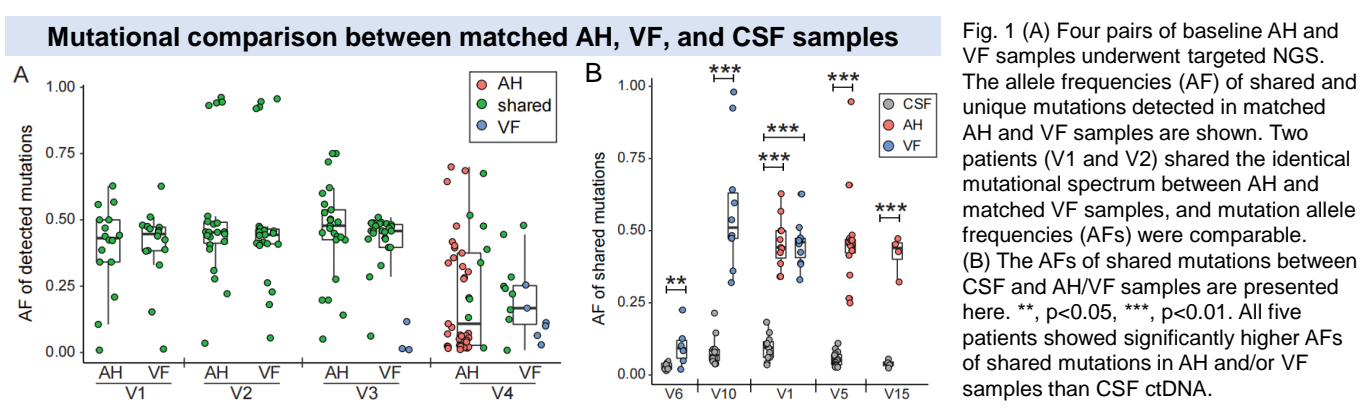 Mutational comparison between matched AH, VF, and CSF samples
A
AF of detected mutations
1.00
0.75
0.50
0.25
0.00
AH
shared
VF
AH VF AH VF AH VF AH VF
V1 V2 V3 V4
B
AF of shared mutations
1.00
0.75
0.50
0.25
0.00
CSF
AH
VF
**
***
***
***
***
***
V6 V10 V1 V5 V15
Fig. 1 (A) Four pairs of baseline AH and
VF samples underwent targeted NGS.
The allele frequencies (AF) of shared and
unique mutations detected in matched
AH and VF samples are shown. Two
patients (V1 and V2) shared the identical
mutational spectrum between AH and
matched VF samples, and mutation allele
frequencies (AFs) were comparable.
(B) The AFs of shared mutations between
CSF and AH/VF samples are presented
here. **, p<0.05, ***, p<0.01. All five
patients showed significantly higher AFs
of shared mutations in AH and/or VF
samples than CSF ctDNA.